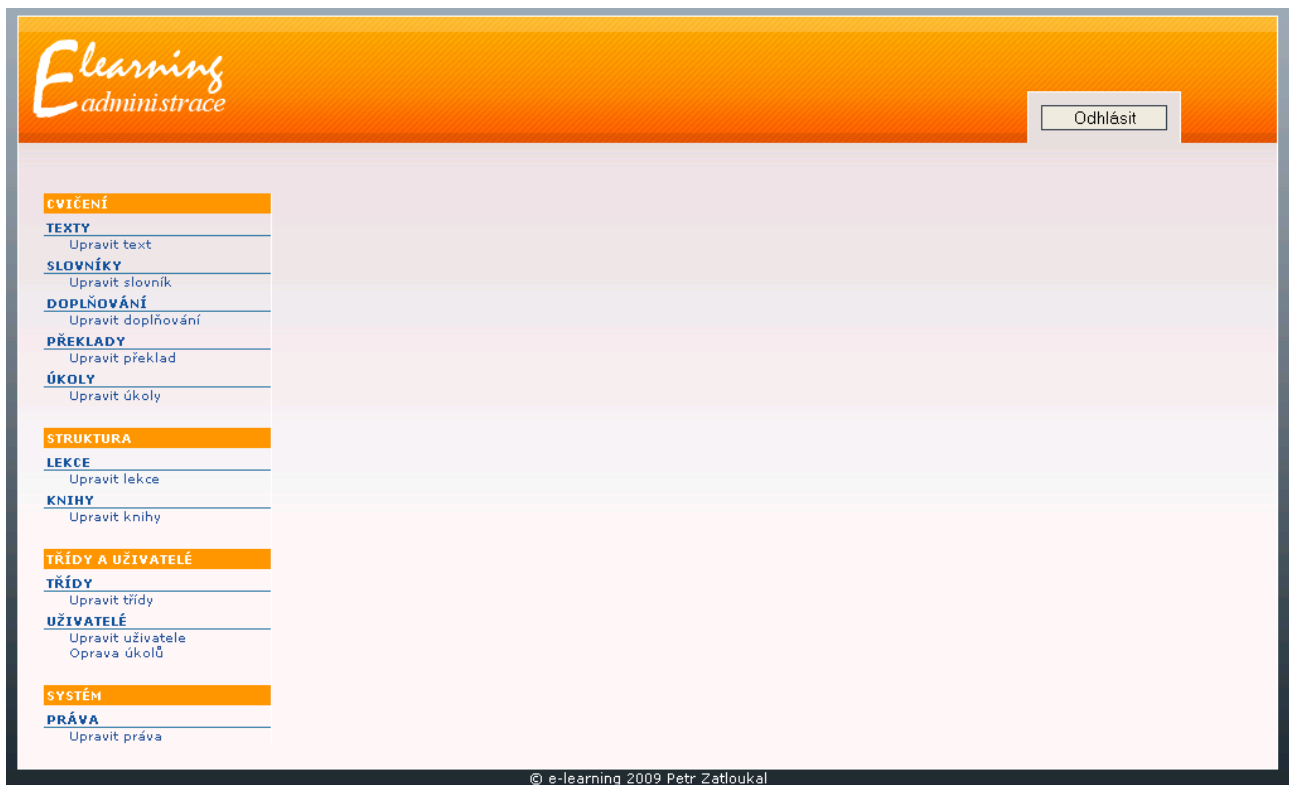 Elearning
administrace
Odhlásit
CVIČENÍ
TEXTY
Upravit text
SLOVNÍKY
Upravit slovník
DOPLŇOVÁNÍ
Upravit doplňování
PŘEKLADY
Upravit překlad
ÚKOLY
Upravit úkoly
STRUKTURA
LEKCE
Upravit lekce
KNIHY
Upravit knihy
TŘÍDY A UŽIVATELÉ
TŘÍDY
Upravit třídy
UŽIVATELÉ
Upravit uživatele
Oprava úkolů
SYSTÉM
PRÁVA
Upravit práva
© e-learning 2009 Petr Zatloukal